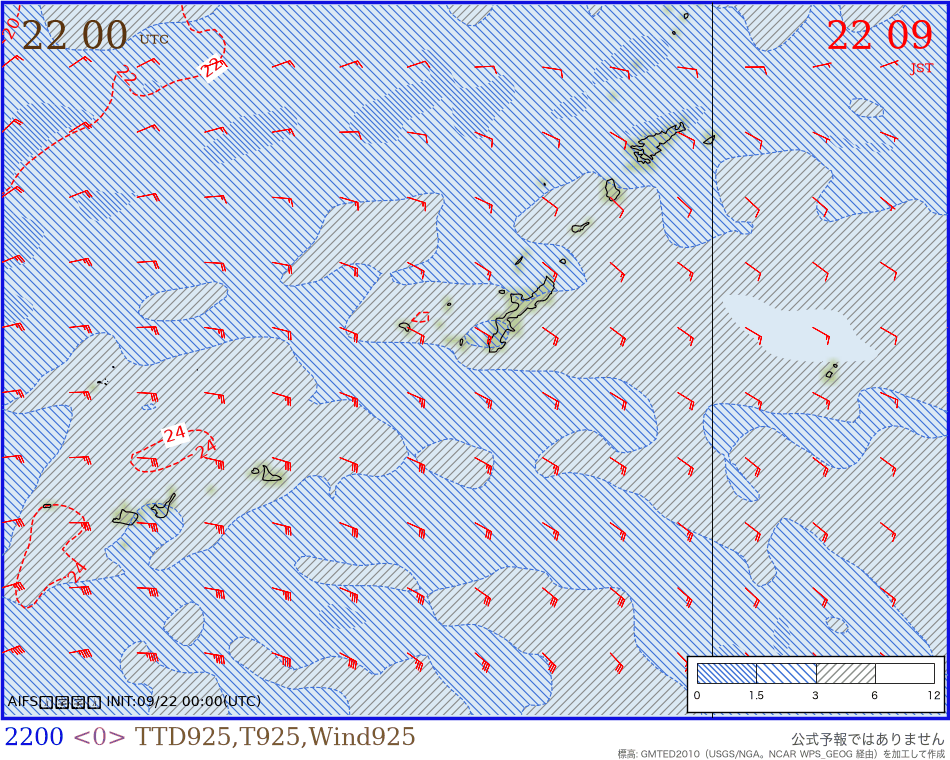 20
22 00 UTC
22 09
JST
22
22
24
24
24
AIFS□□□□ INIT:09/22 00:00(UTC)
0 1.5 3 6 12
2200 <0> TTD925,T925,Wind925
公式予報ではありません
標高: GMTED2010（USGS/NGA。NCAR WPS_GEOG 経由）を加工して作成